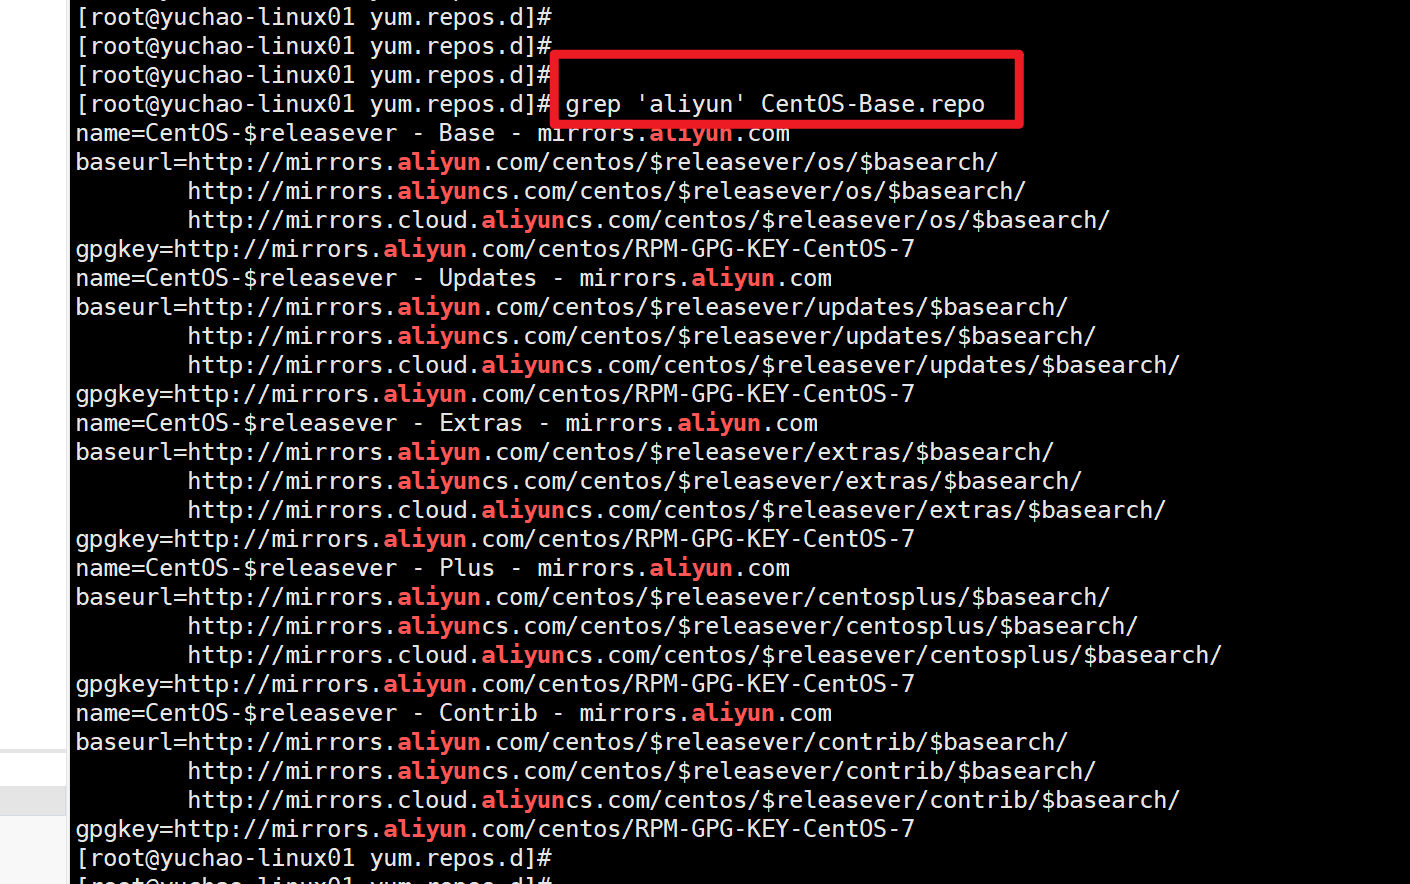 [root@yuchao-linux01 yum.repos.d]#
[root@yuchao-linux01 yum.repos.d]#
[root@yuchao-linux01 yum.repos.d]#
[root@yuchao-linux01 yum.repos.d]# grep 'aliyun' CentOS-Base.repo
name=CentOS-$releasever - Base - mirrors.aliyun.com
baseurl=http://mirrors.aliyun.com/centos/$releasever/os/$basearch/
        http://mirrors.aliyuncs.com/centos/$releasever/os/$basearch/
        http://mirrors.cloud.aliyuncs.com/centos/$releasever/os/$basearch/
gpgkey=http://mirrors.aliyun.com/centos/RPM-GPG-KEY-CentOS-7
name=CentOS-$releasever - Updates - mirrors.aliyun.com
baseurl=http://mirrors.aliyun.com/centos/$releasever/updates/$basearch/
        http://mirrors.aliyuncs.com/centos/$releasever/updates/$basearch/
        http://mirrors.cloud.aliyuncs.com/centos/$releasever/updates/$basearch/
gpgkey=http://mirrors.aliyun.com/centos/RPM-GPG-KEY-CentOS-7
name=CentOS-$releasever - Extras - mirrors.aliyun.com
baseurl=http://mirrors.aliyun.com/centos/$releasever/extras/$basearch/
        http://mirrors.aliyuncs.com/centos/$releasever/extras/$basearch/
        http://mirrors.cloud.aliyuncs.com/centos/$releasever/extras/$basearch/
gpgkey=http://mirrors.aliyun.com/centos/RPM-GPG-KEY-CentOS-7
name=CentOS-$releasever - Plus - mirrors.aliyun.com
baseurl=http://mirrors.aliyun.com/centos/$releasever/centosplus/$basearch/
        http://mirrors.aliyuncs.com/centos/$releasever/centosplus/$basearch/
        http://mirrors.cloud.aliyuncs.com/centos/$releasever/centosplus/$basearch/
gpgkey=http://mirrors.aliyun.com/centos/RPM-GPG-KEY-CentOS-7
name=CentOS-$releasever - Contrib - mirrors.aliyun.com
baseurl=http://mirrors.aliyun.com/centos/$releasever/contrib/$basearch/
        http://mirrors.aliyuncs.com/centos/$releasever/contrib/$basearch/
        http://mirrors.cloud.aliyuncs.com/centos/$releasever/contrib/$basearch/
gpgkey=http://mirrors.aliyun.com/centos/RPM-GPG-KEY-CentOS-7
[root@yuchao-linux01 yum.repos.d]#
[root@yuchao-linux01 yum.repos.d]#